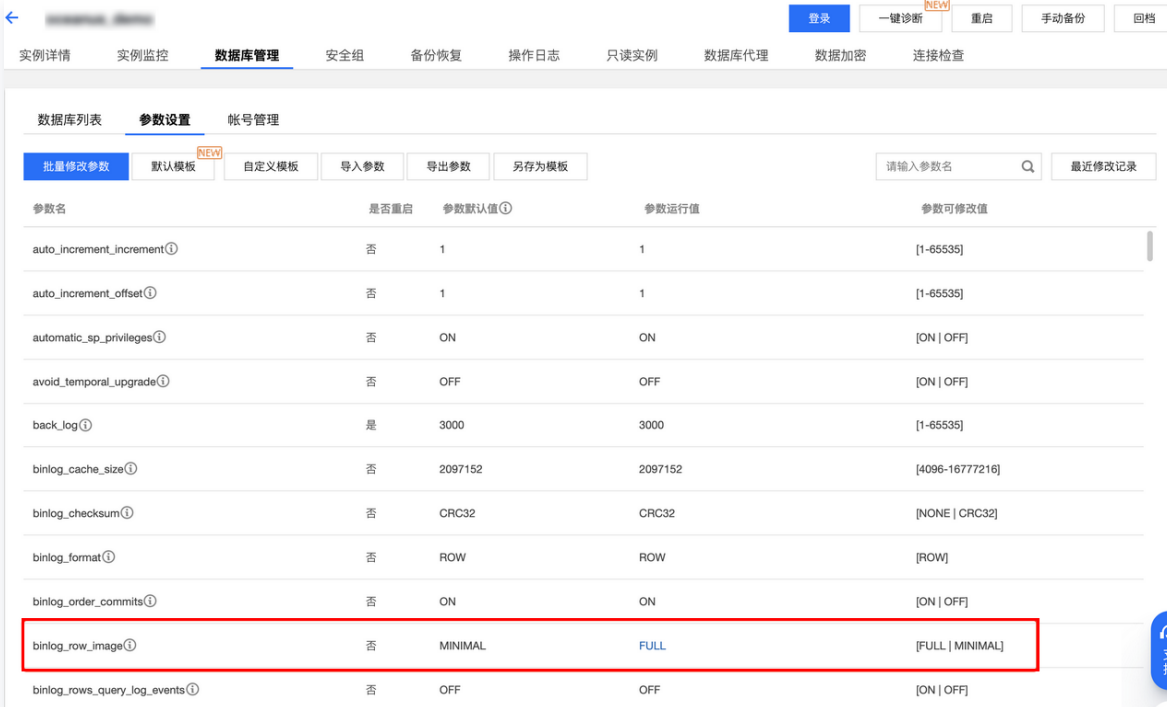 NEW
登录 一键诊断 重启 手动备份 回档
实例详情 实例监控 数据库管理 安全组 备份恢复 操作日志 只读实例 数据库代理 数据加密 连接检查
数据库列表 参数设置 帐号管理
NEW
批量修改参数 默认模板 自定义模板 导入参数 导出参数 另存为模板 请输入参数名 最近修改记录
参数名 是否重启 参数默认值 参数运行值 参数可修改值
auto_increment_increment 否 1 1 [1-65535]
auto_increment_offset 否 1 1 [1-65535]
automatic_sp_privileges 否 ON ON [ON | OFF]
avoid_temporal_upgrade 否 OFF OFF [ON | OFF]
back_log 是 3000 3000 [1-65535]
binlog_cache_size 否 2097152 2097152 [4096-16777216]
binlog_checksum 否 CRC32 CRC32 [NONE | CRC32]
binlog_format 否 ROW ROW [ROW]
binlog_order_commits 否 ON ON [ON | OFF]
binlog_row_image 否 MINIMAL FULL [FULL | MINIMAL]
binlog_rows_query_log_events 否 OFF OFF [ON | OFF]